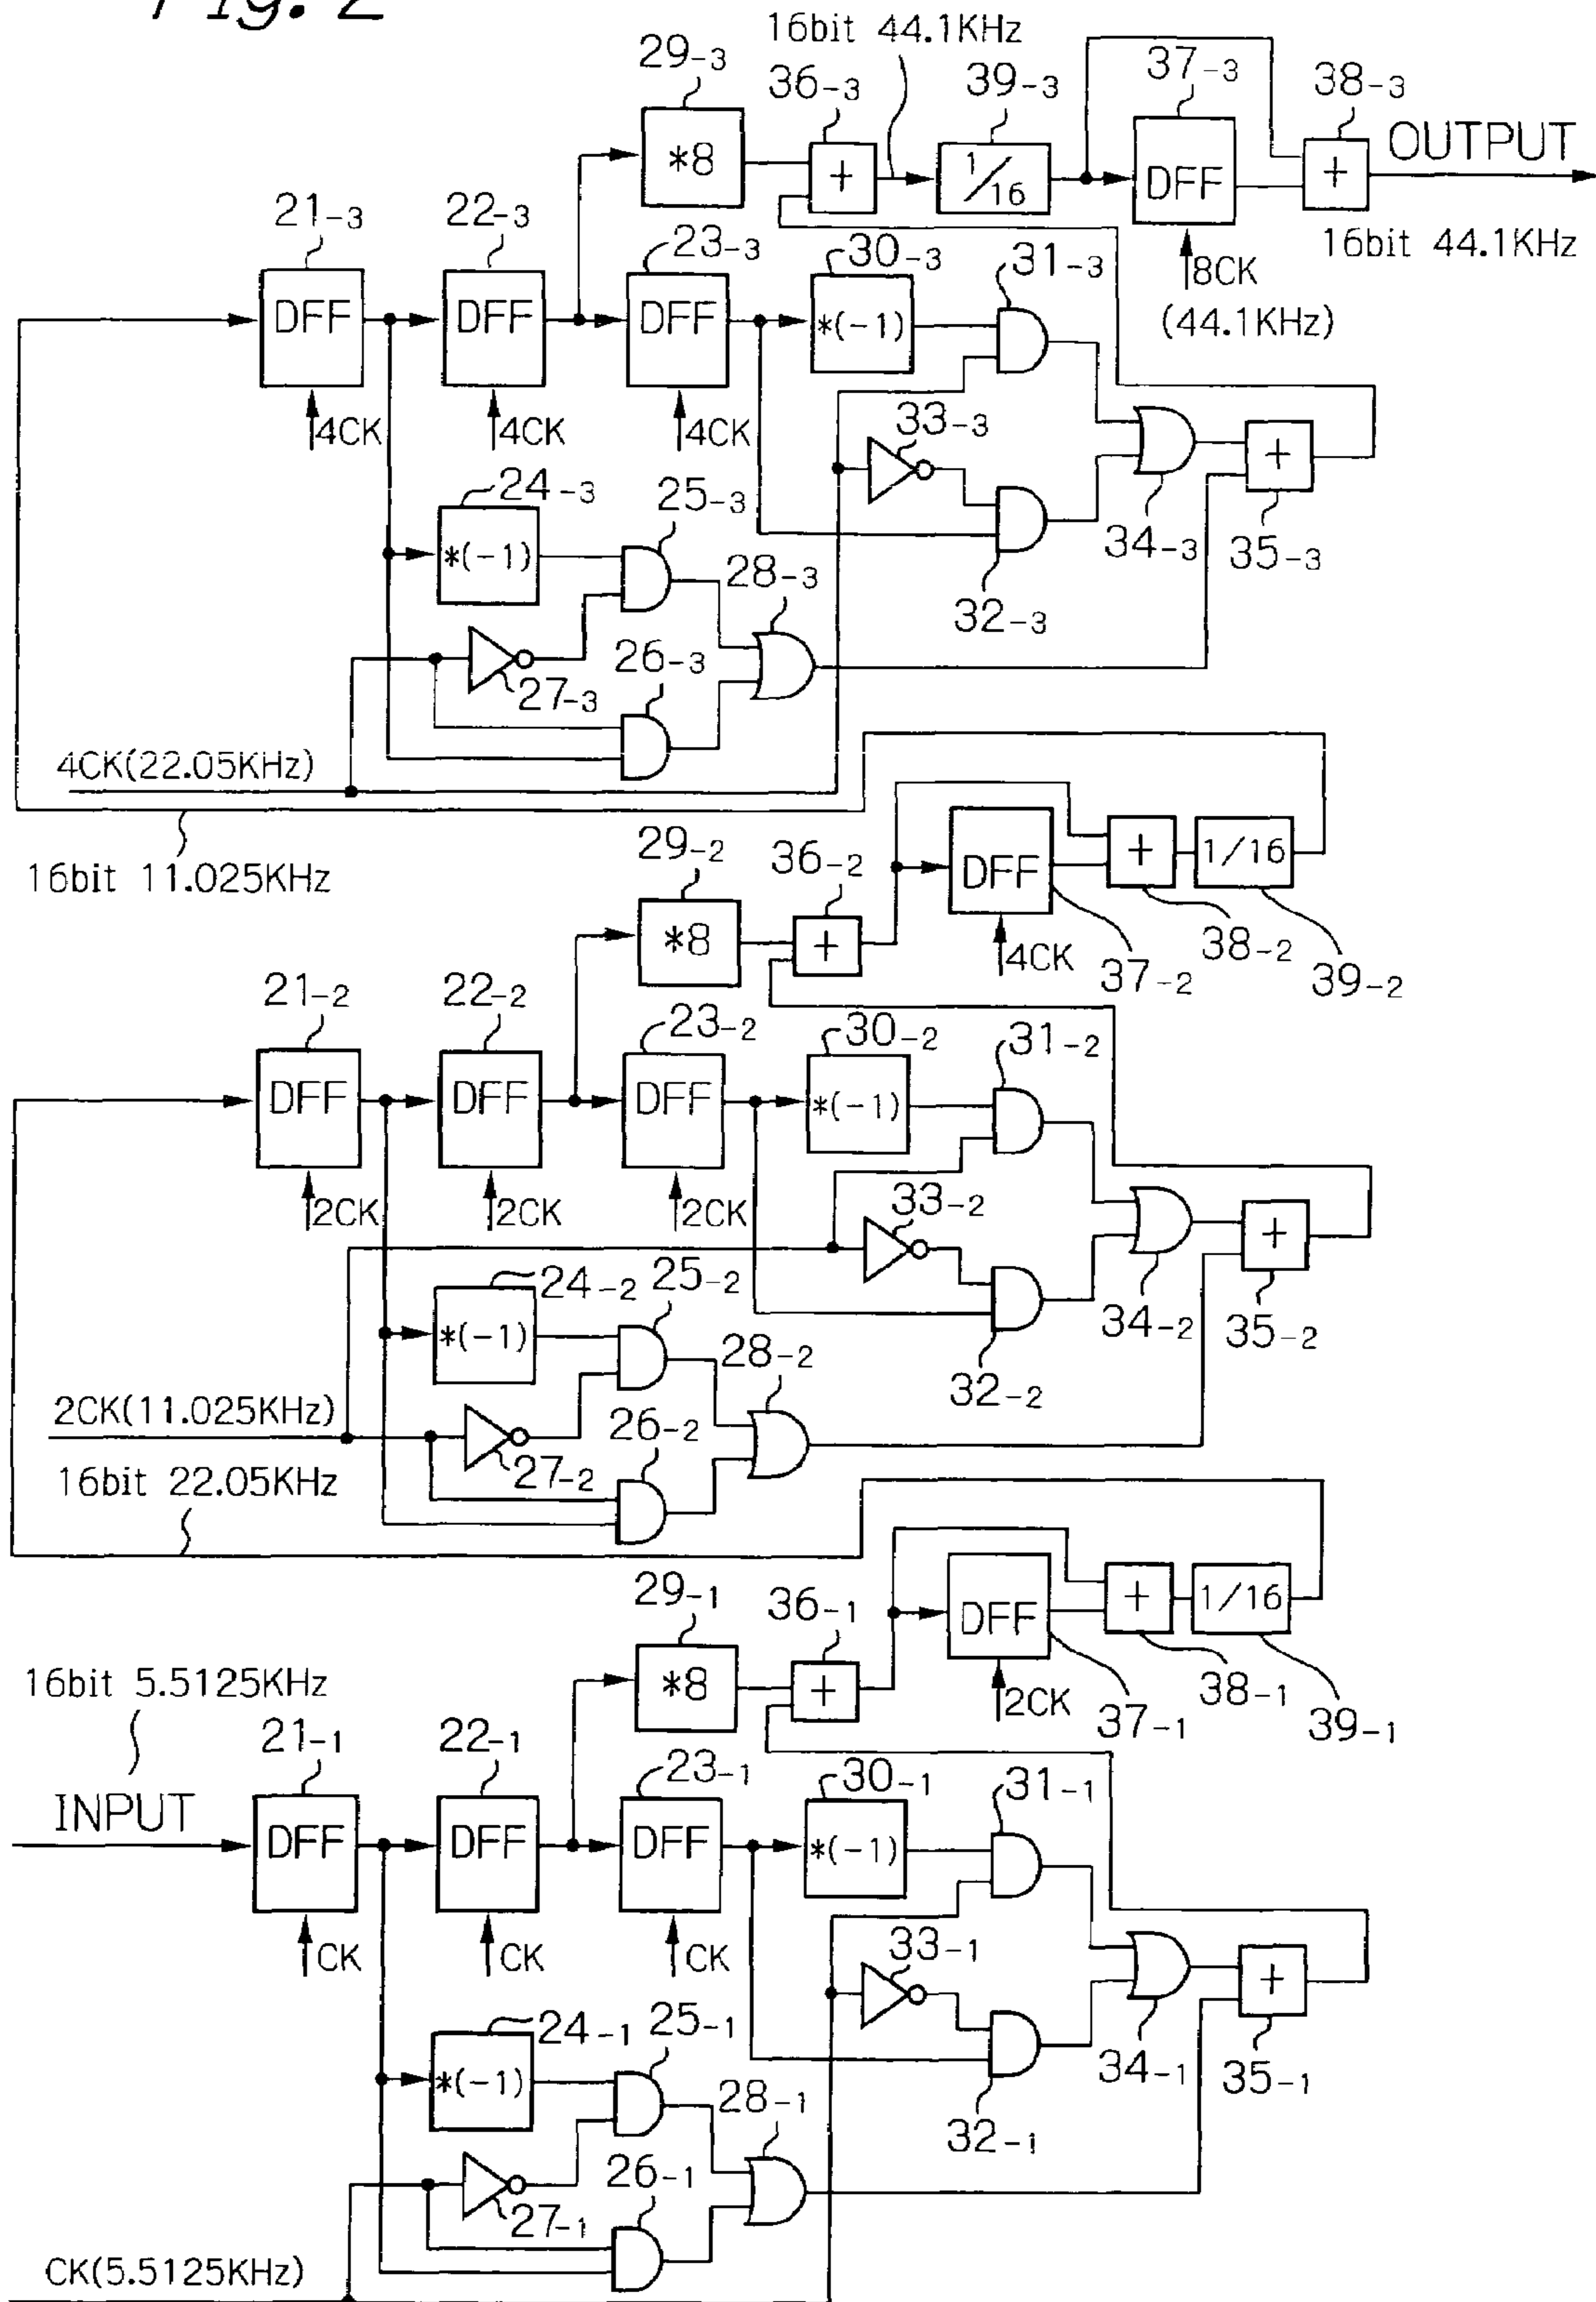 Fig. 2
16bit 44.1KHz
29-3
36-3
39-3
37-3
38-3
*8
+
1/16
DFF
+
OUTPUT
16bit 44.1KHz
8CK
(44.1KHz)
21-3
22-3
23-3
30-3
31-3
DFF
DFF
DFF
*(-1)
4CK
4CK
4CK
33-3
+
34-3
35-3
32-3
24-3
25-3
*(-1)
28-3
26-3
27-3
4CK(22.05KHz)
16bit 11.025KHz
29-2
36-2
*8
+
DFF
+
1/16
4CK
37-2
38-2
39-2
21-2
22-2
23-2
30-2
31-2
DFF
DFF
DFF
*(-1)
2CK
2CK
2CK
33-2
+
34-2
35-2
32-2
24-2
25-2
*(-1)
28-2
26-2
27-2
2CK(11.025KHz)
16bit 22.05KHz
29-1
36-1
*8
+
DFF
+
1/16
2CK
37-1
38-1
39-1
16bit 5.5125KHz
INPUT
21-1
22-1
23-1
30-1
31-1
DFF
DFF
DFF
*(-1)
CK
CK
CK
33-1
+
34-1
35-1
32-1
24-1
25-1
*(-1)
28-1
26-1
27-1
CK(5.5125KHz)